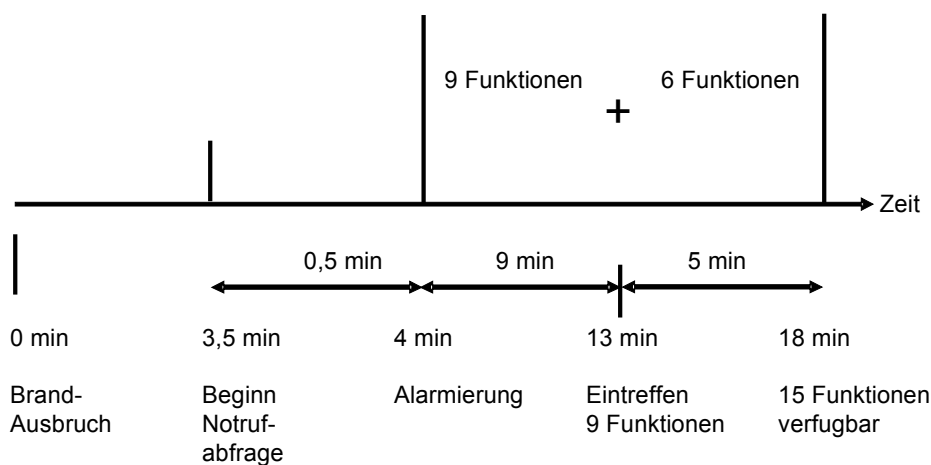 9 Funktionen
+
6 Funktionen
Zeit
0,5 min
9 min
5 min
0 min
3,5 min
4 min
13 min
18 min
Brand-
Ausbruch
Beginn
Notruf-
abfrage
Alarmierung
Eintreffen
9 Funktionen
15 Funktionen
verfugbar